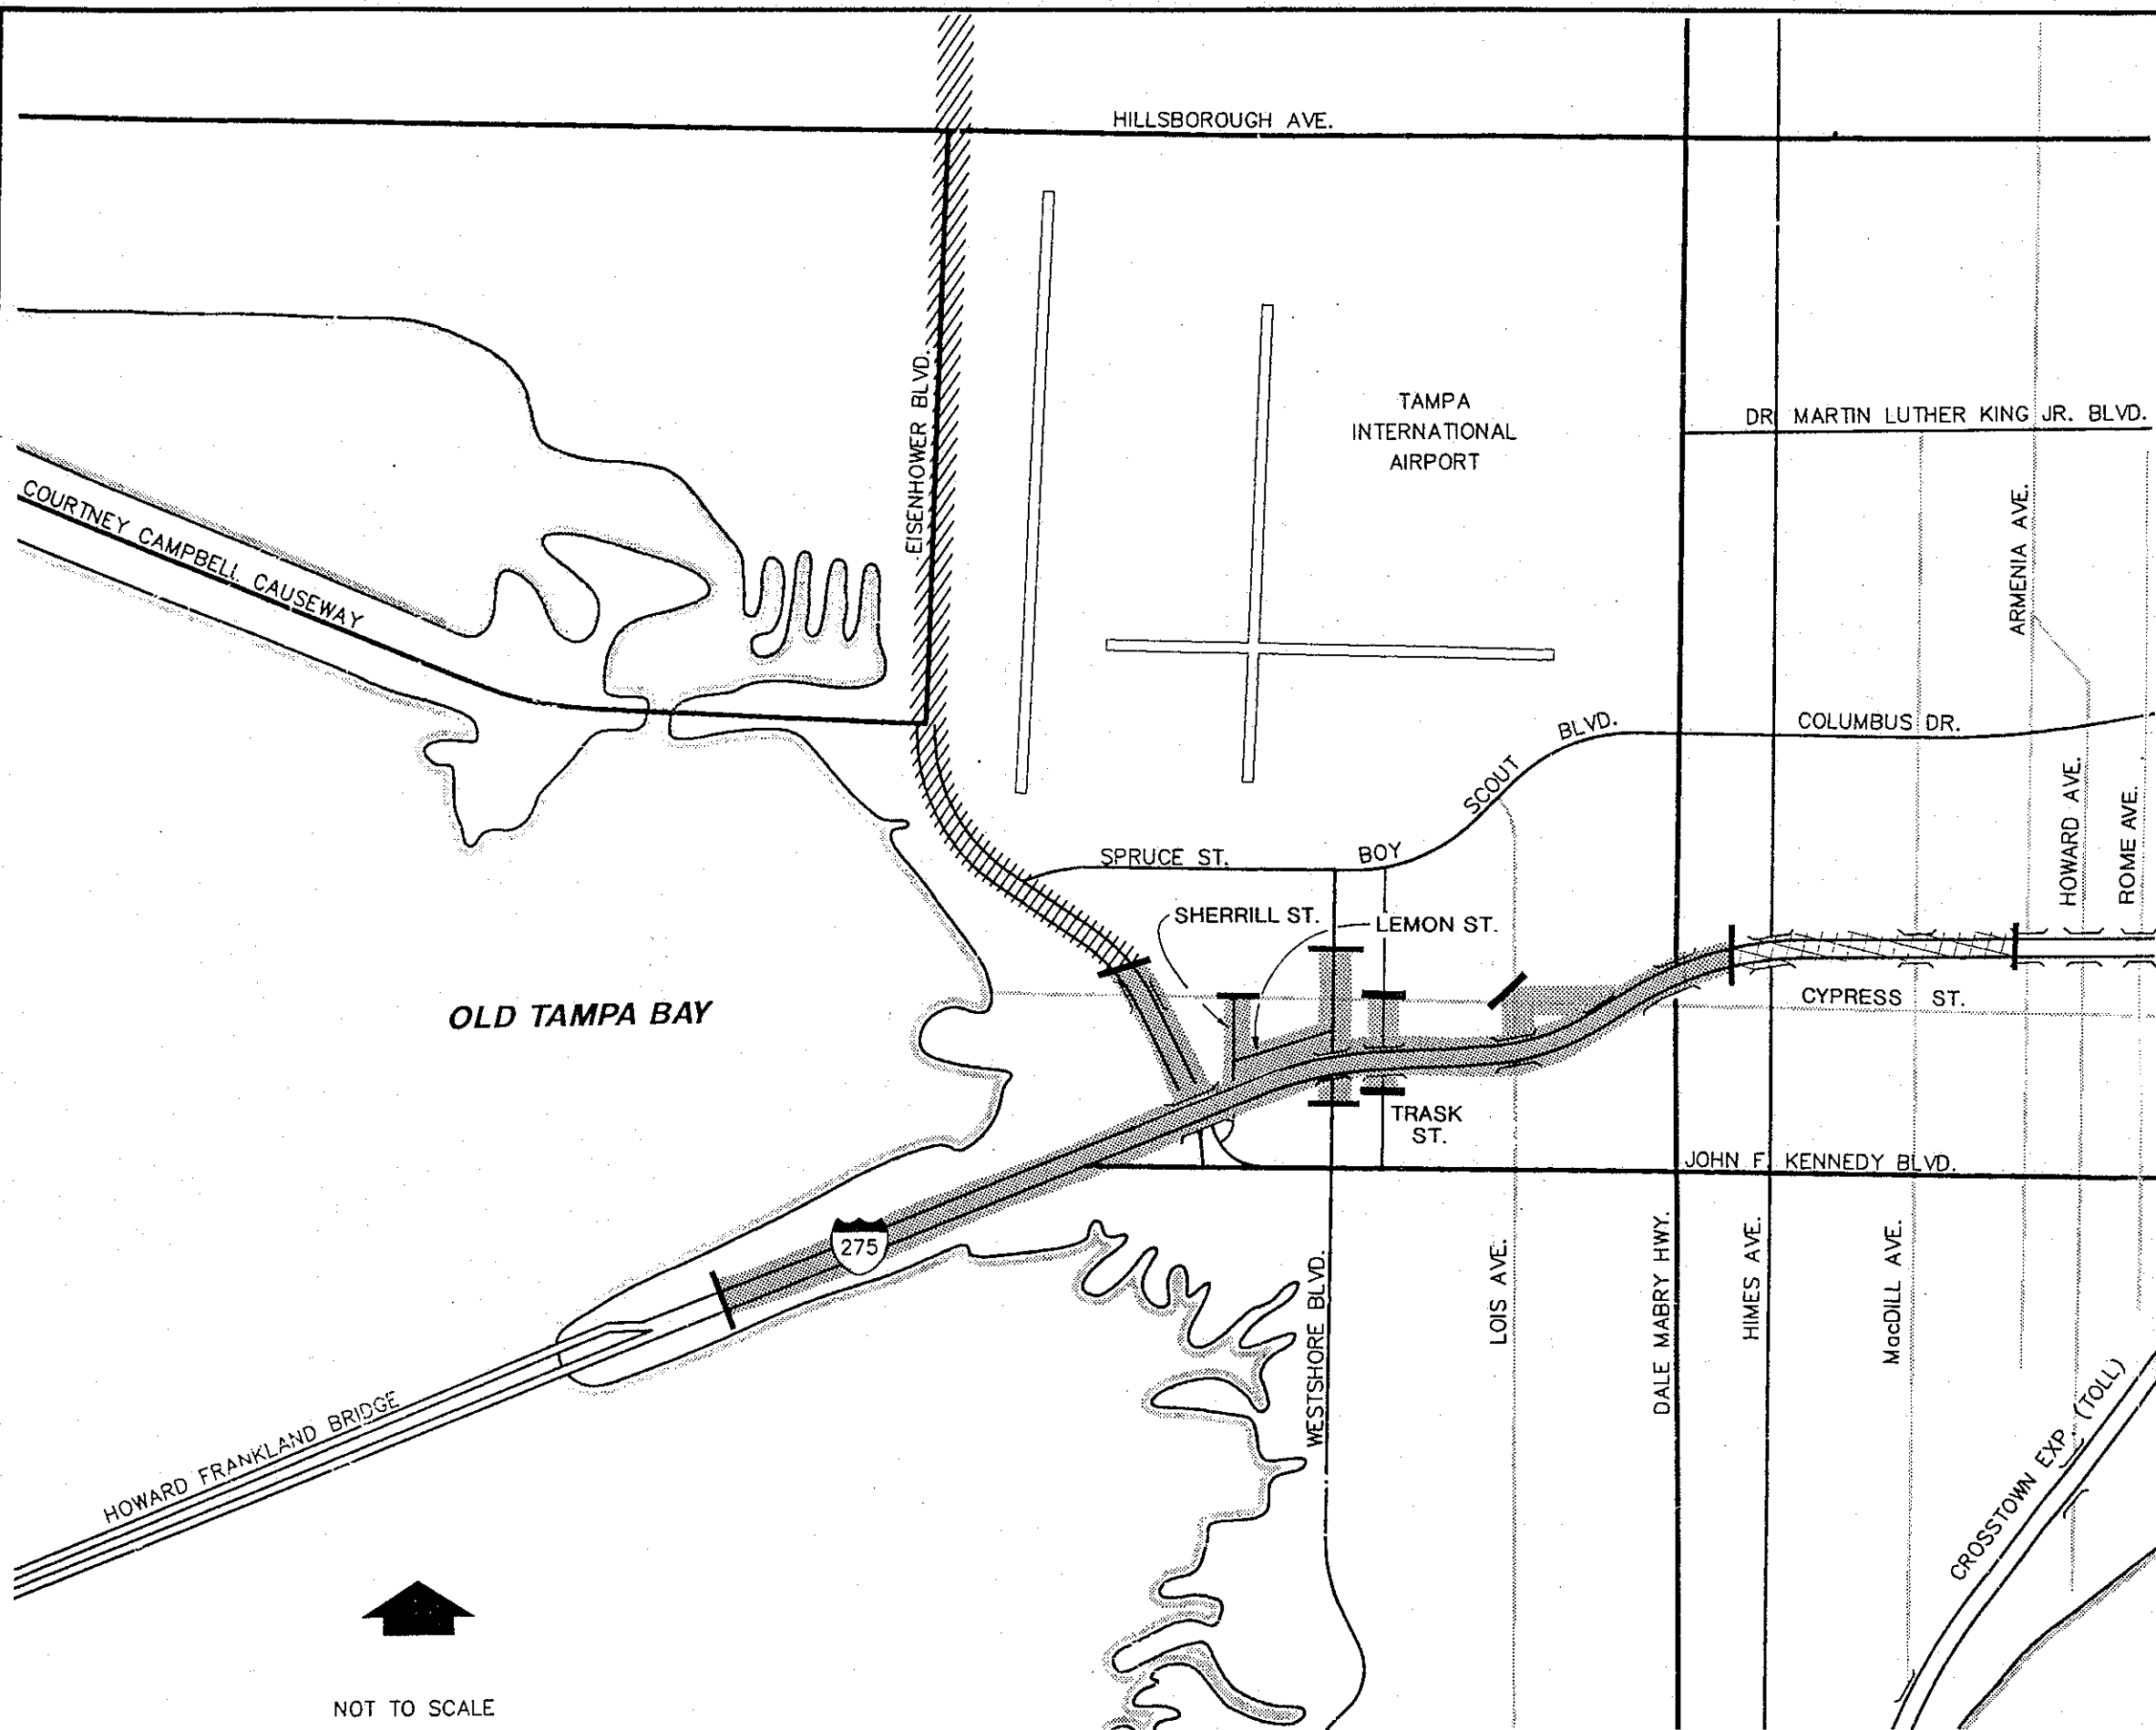 HILLSBOROUGH AVE.
EISENHOWER BLVD.
TAMPA
INTERNATIONAL
AIRPORT
DR. MARTIN LUTHER KING JR. BLVD.
COURTNEY CAMPBELL CAUSEWAY
ARMENIA AVE.
COLUMBUS DR.
BOY SCOUT BLVD.
SPRUCE ST.
HOWARD AVE.
ROME AVE.
SHERRILL ST.
LEMON ST.
OLD TAMPA BAY
CYPRESS ST.
TRASK
ST.
JOHN F. KENNEDY BLVD.
275
WESTSHORE BLVD.
LOIS AVE.
DALE MABRY HWY.
HIMES AVE.
MacDILL AVE.
CROSSTOWN EXP. (TOLL)
HOWARD FRANKLAND BRIDGE
NOT TO SCALE